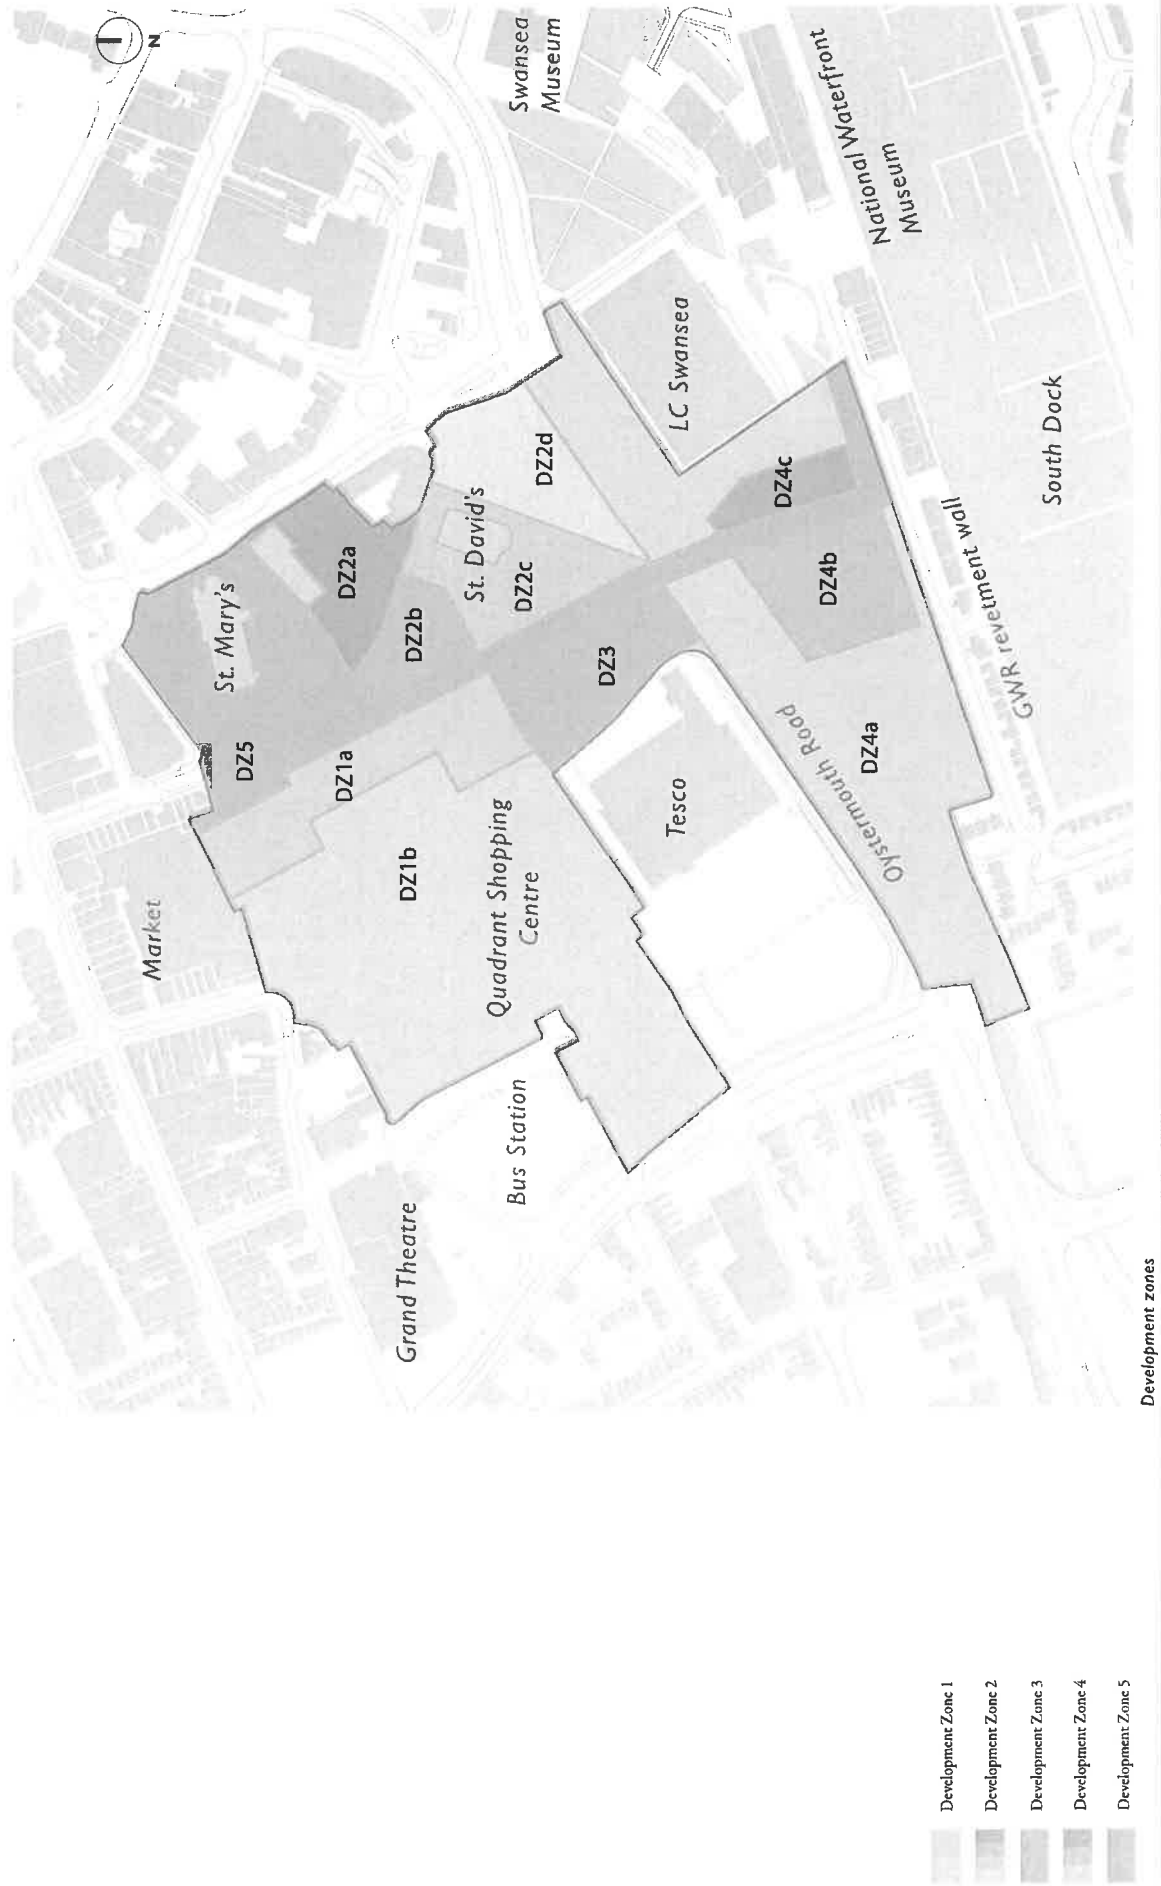 N
Swansea
Museum
National Waterfront
Museum
LC Swansea
South Dock
GWR revetment wall
St. Mary's
St. David's
DZ2a
DZ2b
DZ2c
DZ2d
DZ3
DZ4a
DZ4b
DZ4c
DZ5
DZ1a
DZ1b
Market
Quadrant Shopping
Centre
Tesco
Oystermouth Road
Bus Station
Grand Theatre
Development zones
Development Zone 1
Development Zone 2
Development Zone 3
Development Zone 4
Development Zone 5